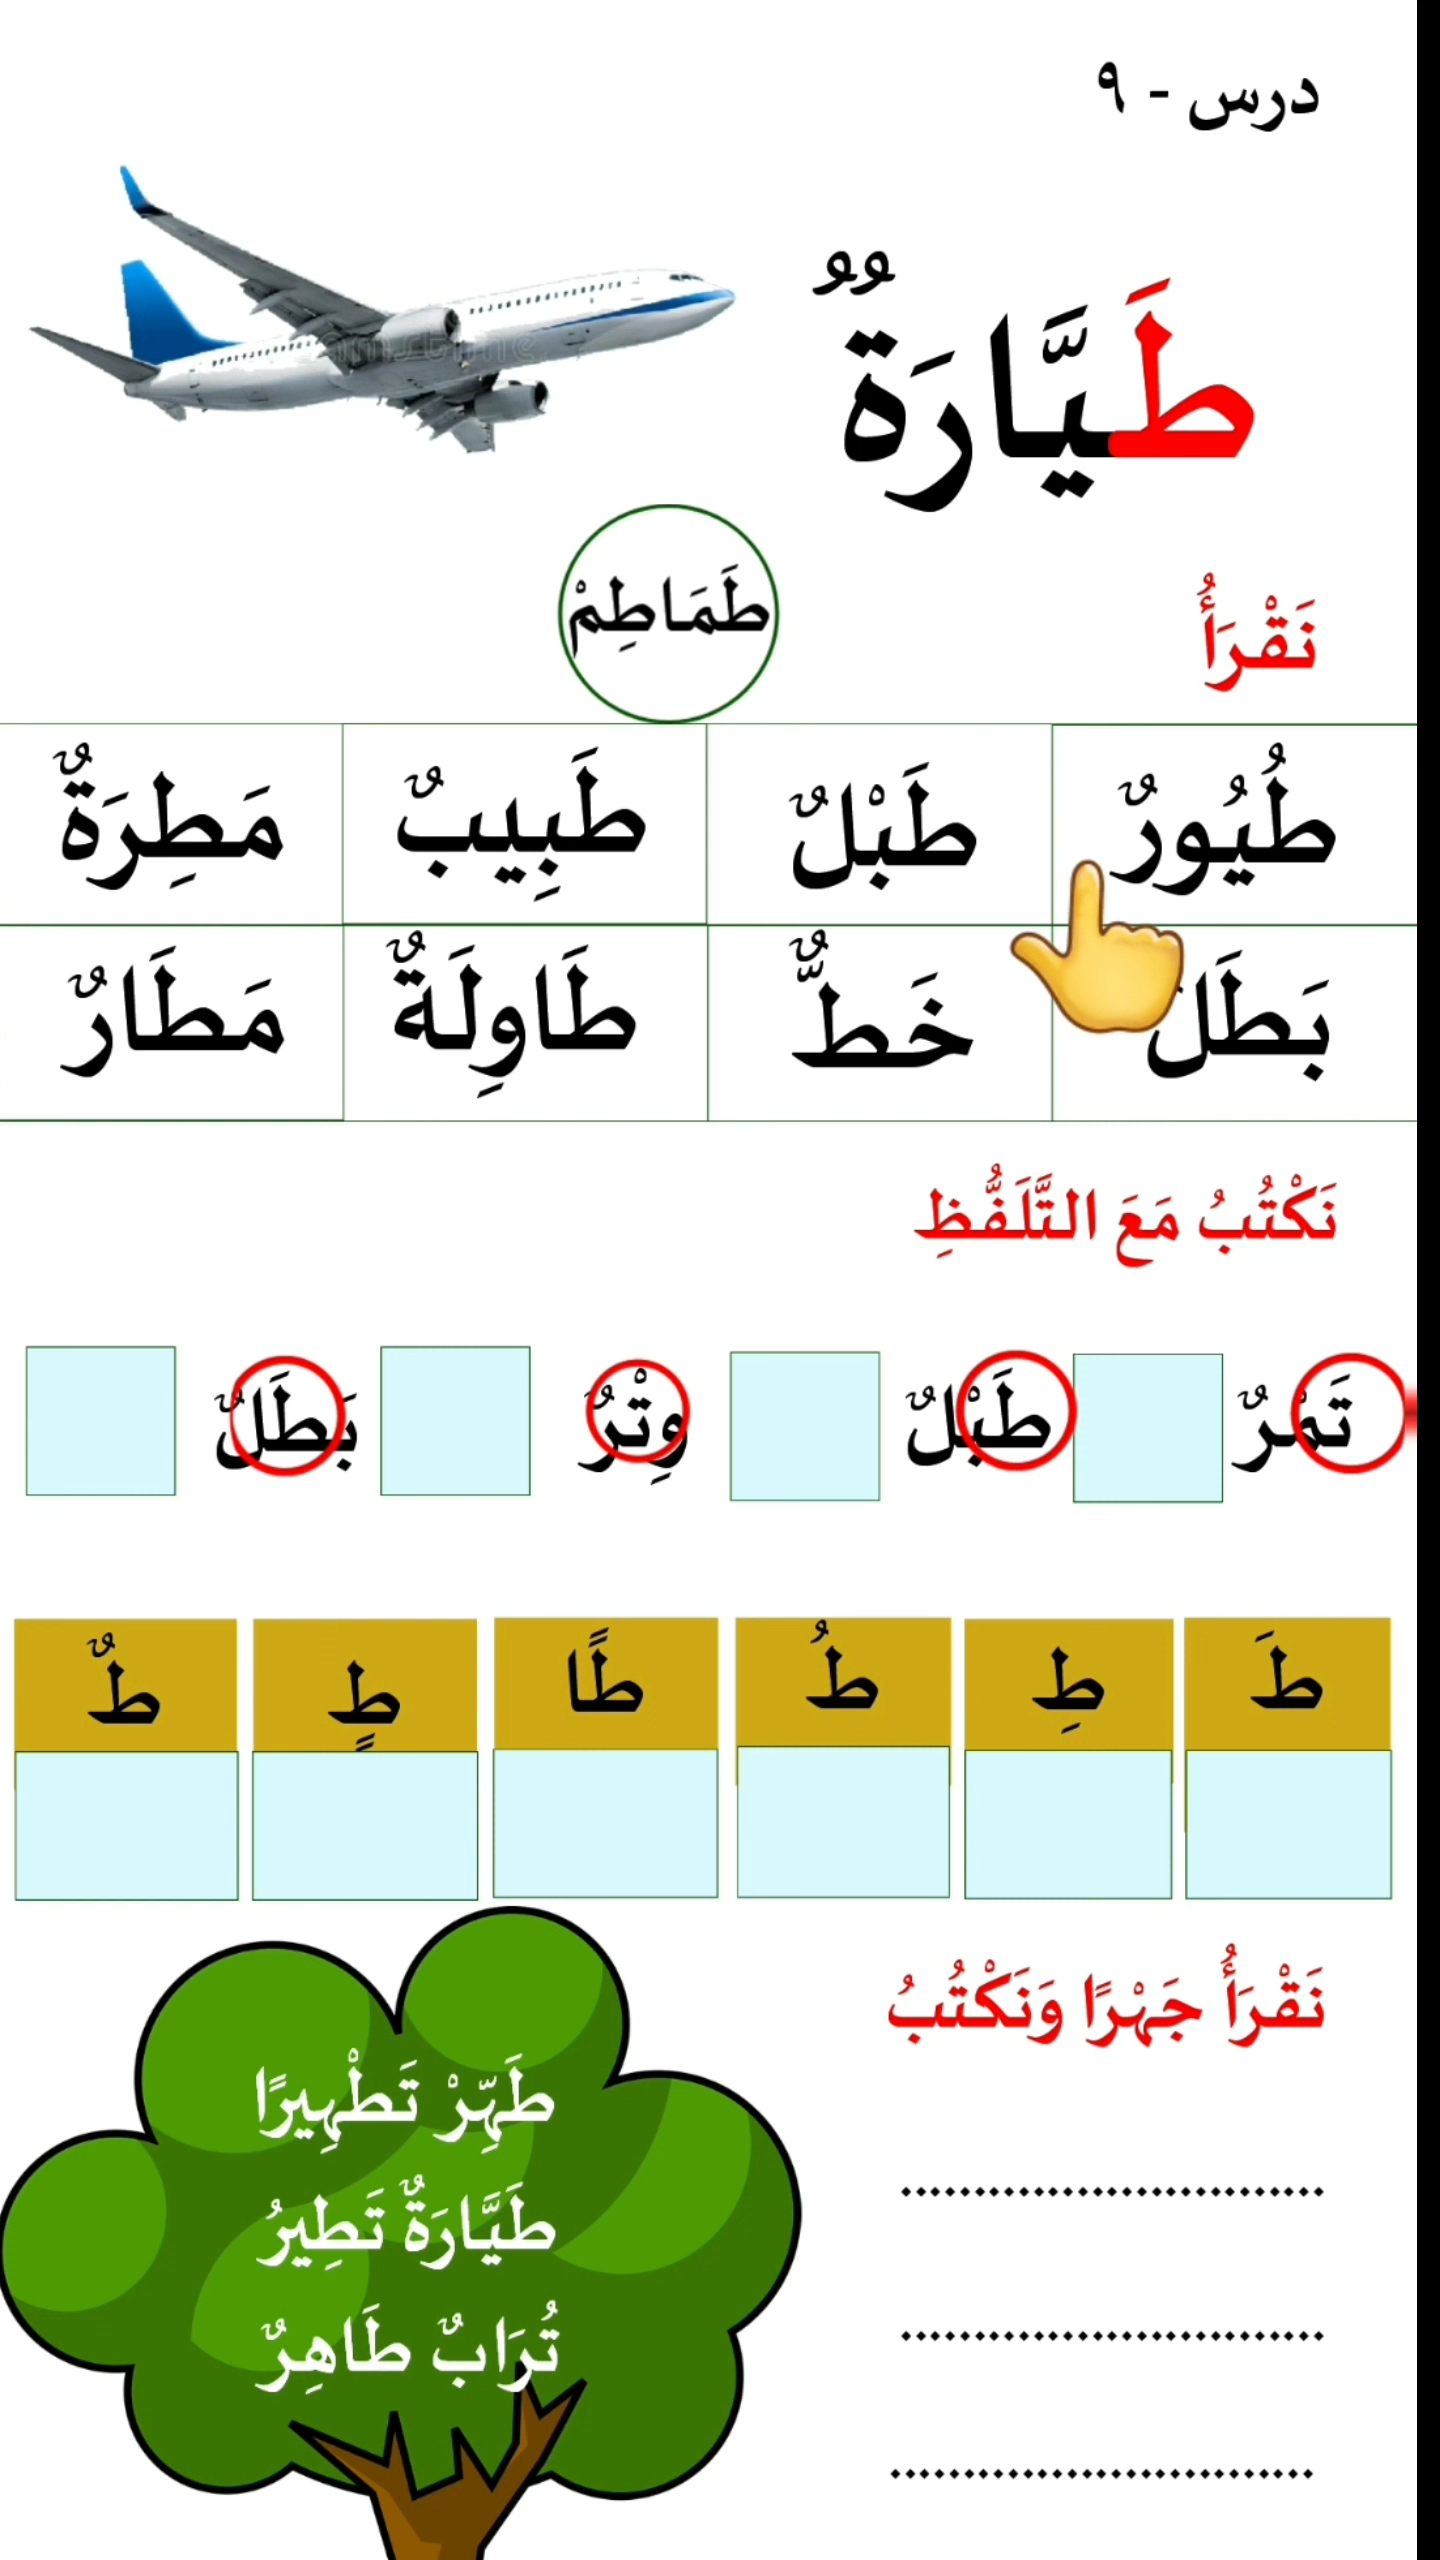 درس - ٩
طَيَّارَةٌ
طَمَاطِمْ
نَقْرَأُ
طُيُورٌ طَبْلٌ طَبِيبٌ مَطِرَةٌ
بَطَلٌ خَطٌّ طَاوِلَةٌ مَطَارٌ
نَكْتُبُ مَعَ التَّلَفُّظِ
تَمْرٌ طَبْلٌ وِتْرٌ بَطَلٌ
طَ طِ طُ طًا طٍ طٌ
نَقْرَأُ جَهْرًا وَنَكْتُبُ
طَهِّرْ تَطْهِيرًا
طَيَّارَةٌ تَطِيرُ
تُرَابٌ طَاهِرٌ